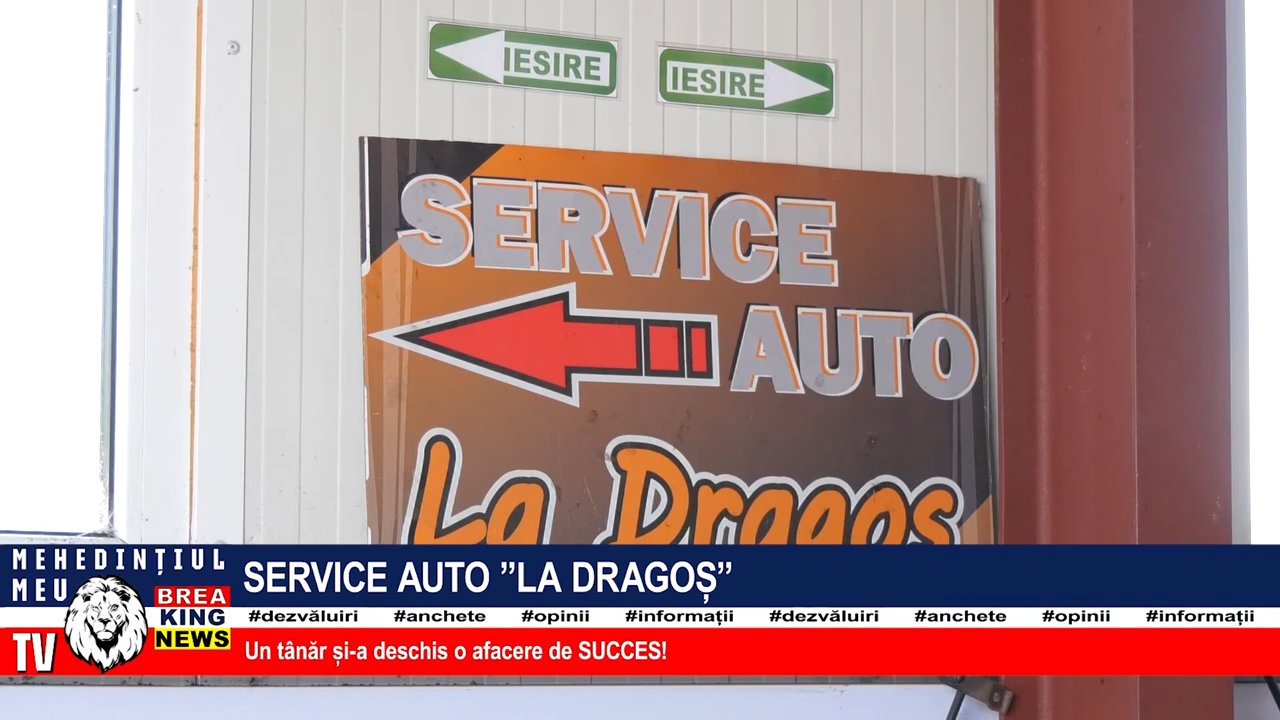 IESIRE
IESIRE
SERVICE
AUTO
La Dragos
MEHEDINȚIUL
MEU
TV
BREA
KING
NEWS
SERVICE AUTO ”LA DRAGOȘ”
#dezvăluiri #anchete #opinii #informații #dezvăluiri #anchete #opinii #informații
Un tânăr și-a deschis o afacere de SUCCES!